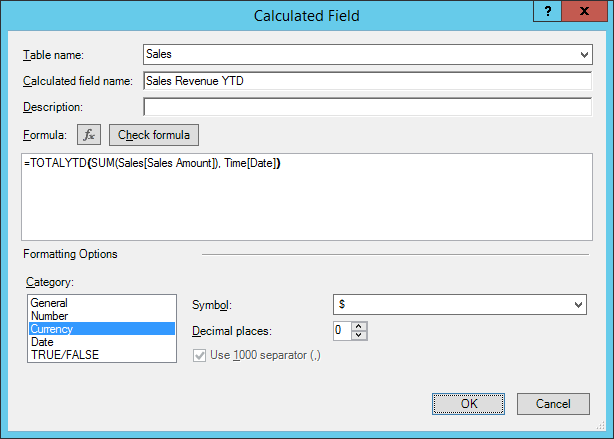 Calculated Field
? x
Table name: Sales
Calculated field name: Sales Revenue YTD
Description:
Formula: fx Check formula
=TOTALYTD(SUM(Sales[Sales Amount]), Time[Date])
Formatting Options
Category:
General
Number
Currency
Date
TRUE/FALSE
Symbol: $
Decimal places: 0
Use 1000 separator (,)
OK Cancel